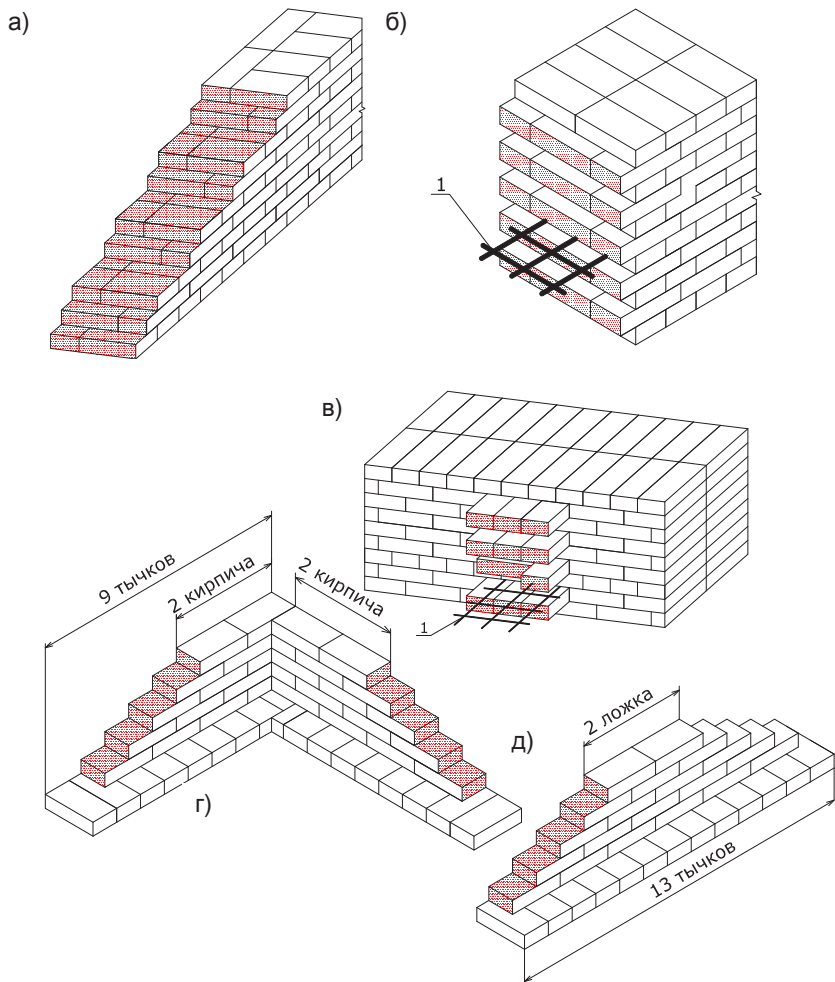 а)
б)
1
в)
9 тычков
2 кирпича
2 кирпича
1
г)
д)
2 ложка
13 тычков